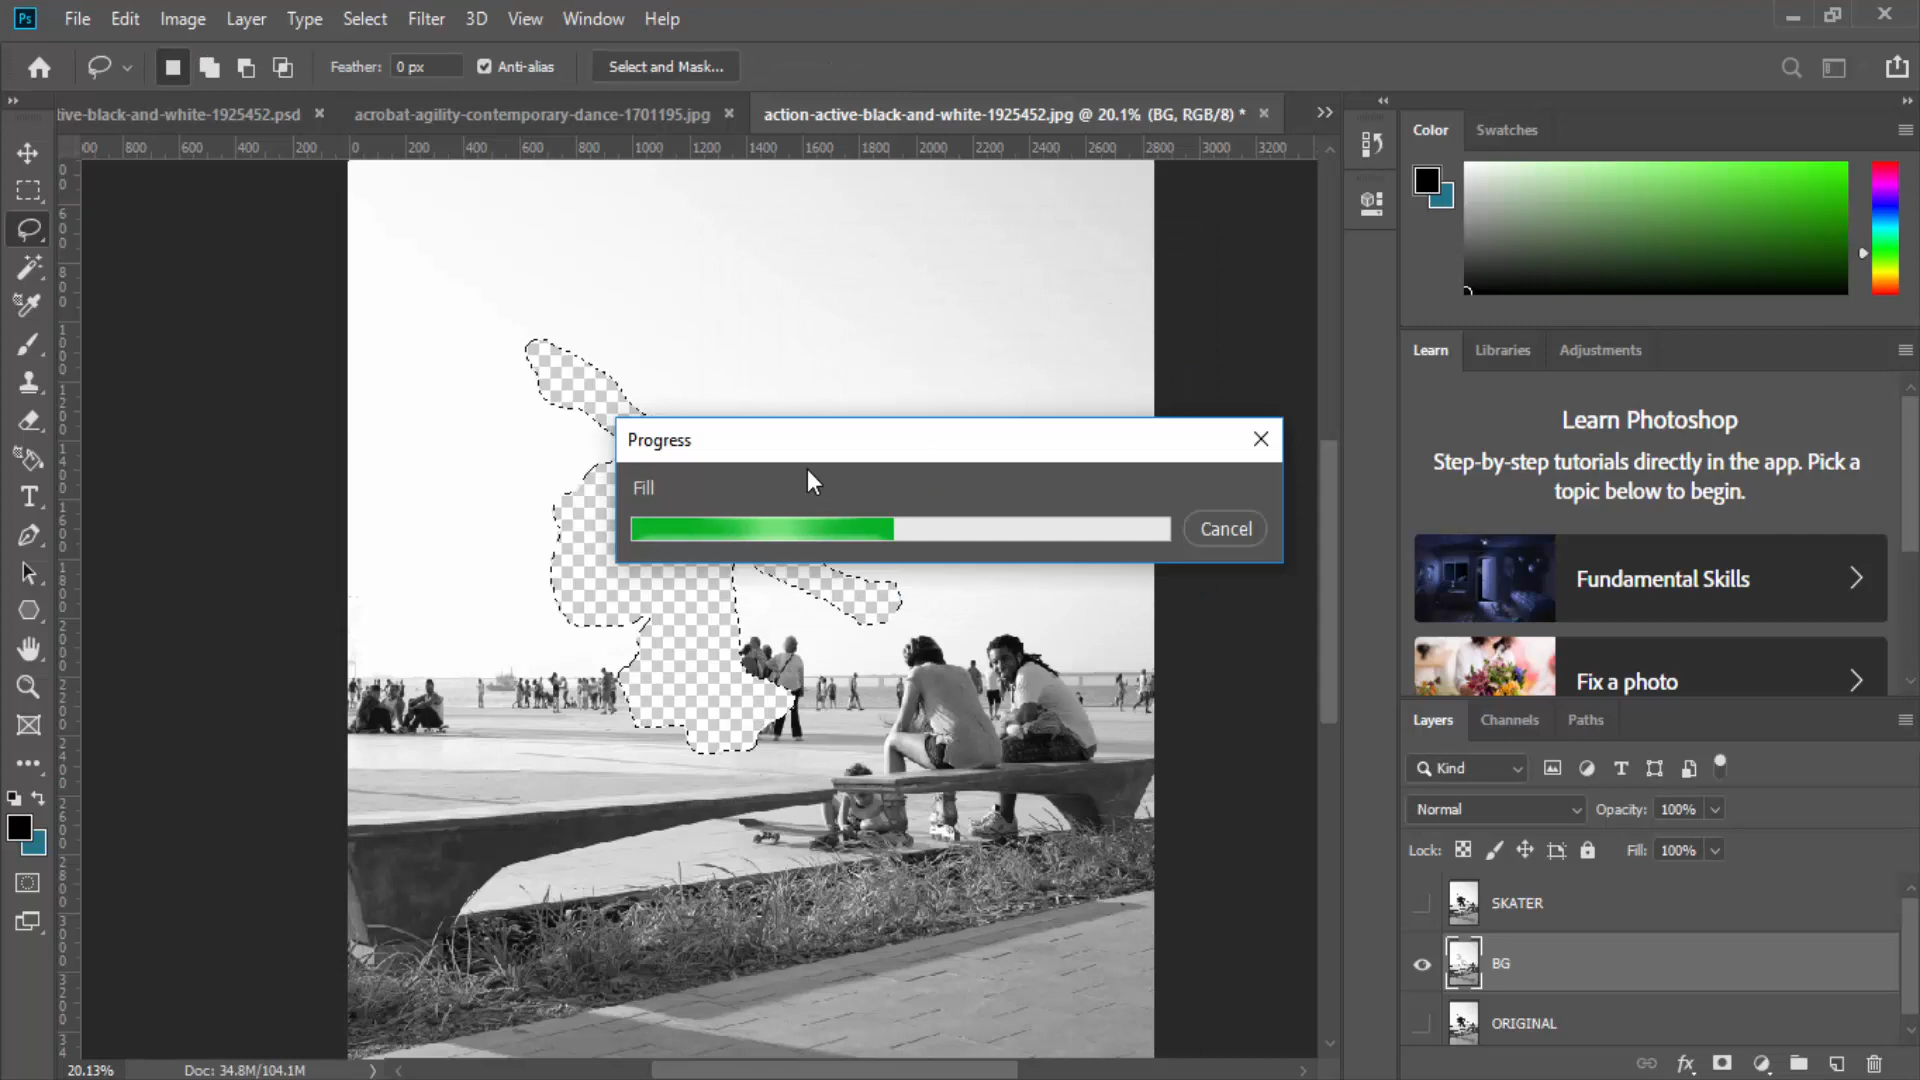 Ps File Edit Image Layer Type Select Filter 3D View Window Help
Feather: 0 px Anti-alias Select and Mask...
tive-black-and-white-1925452.psd acrobat-agility-contemporary-dance-1701195.jpg action-active-black-and-white-1925452.jpg @ 20.1% (BG, RGB/8) *
00 800 600 400 200 0 200 400 600 800 1000 1200 1400 1600 1800 2000 2200 2400 2600 2800 3000 3200
Color Swatches
Progress
Fill
Cancel
Learn Libraries Adjustments
Learn Photoshop
Step-by-step tutorials directly in the app. Pick a
topic below to begin.
Fundamental Skills
Fix a photo
Layers Channels Paths
Kind
Normal Opacity: 100%
Lock: Fill: 100%
SKATER
BG
ORIGINAL
20.13% Doc: 34.8M/104.1M
fx